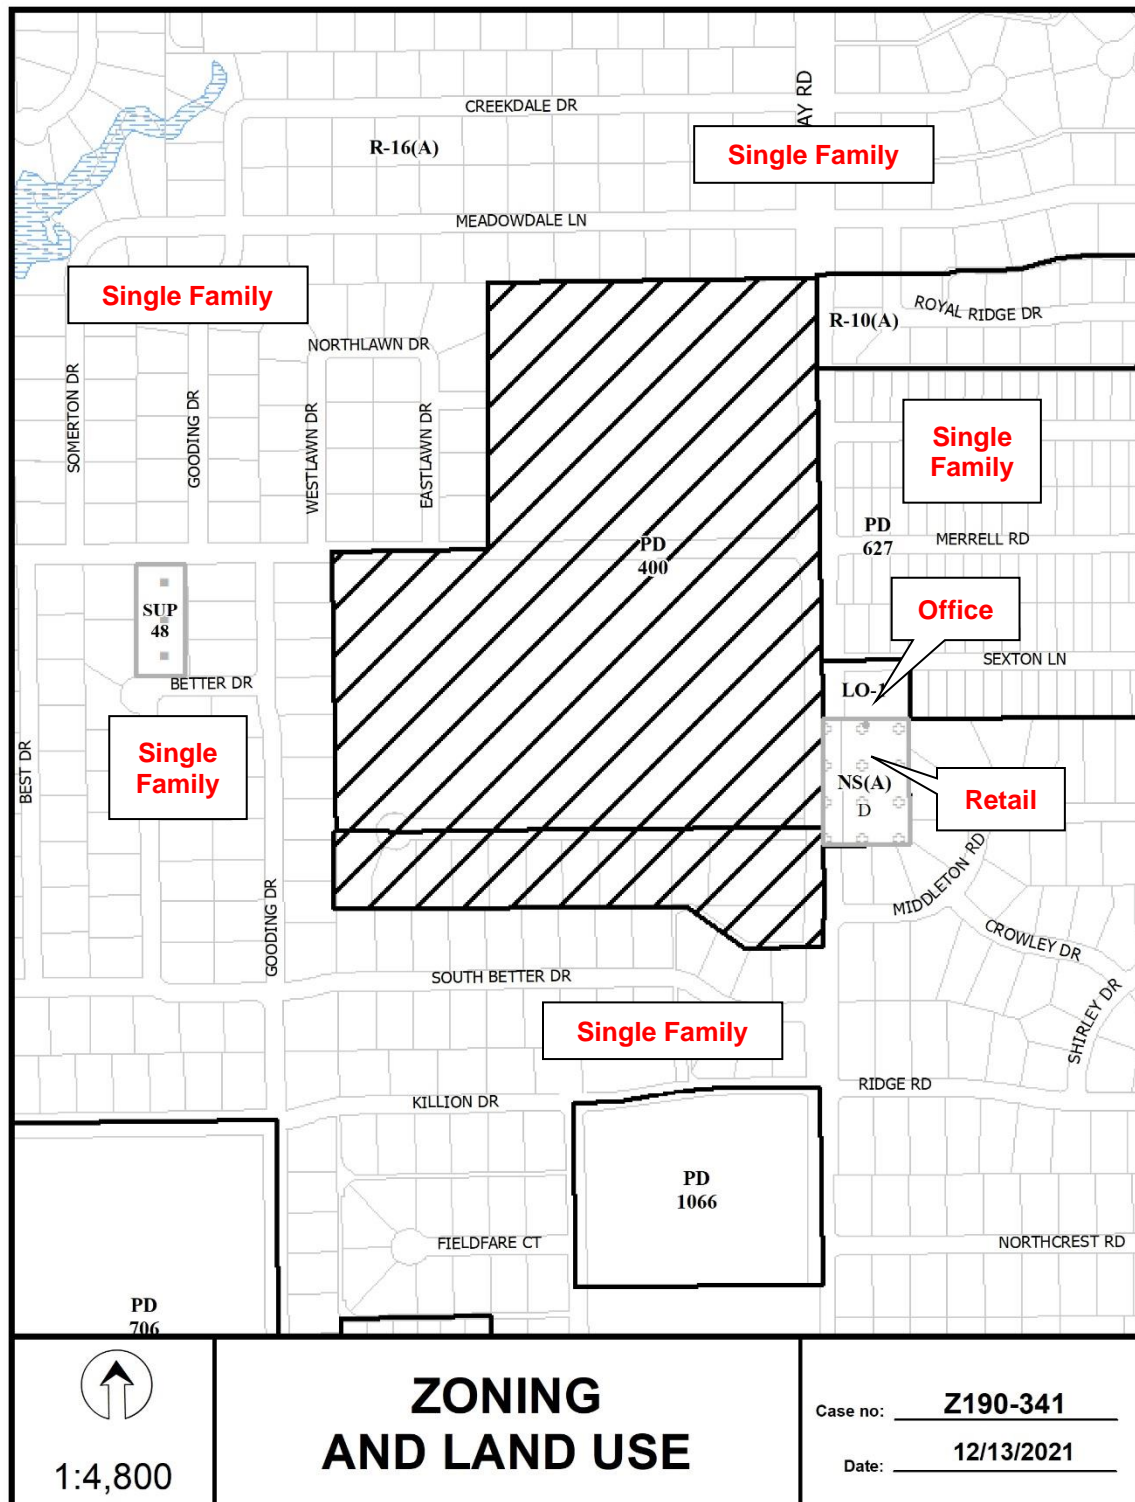 CREEKDALE DR
AY RD
R-16(A)
Single Family
MEADOWDALE LN
Single Family
ROYAL RIDGE DR
R-10(A)
NORTHLAWN DR
SOMERTON DR
GOODING DR
WESTLAWN DR
EASTLAWN DR
Single
Family
PD
627
MERRELL RD
PD
400
SUP
48
Office
SEXTON LN
BETTER DR
LO-1
Single
Family
BEST DR
NS(A)
D
Retail
MIDDLETON RD
GOODING DR
CROWLEY DR
SOUTH BETTER DR
SHIRLEY DR
Single Family
RIDGE RD
KILLION DR
PD
1066
FIELDFARE CT
NORTHCREST RD
PD
706
1:4,800
ZONING
AND LAND USE
Case no: Z190-341
Date: 12/13/2021